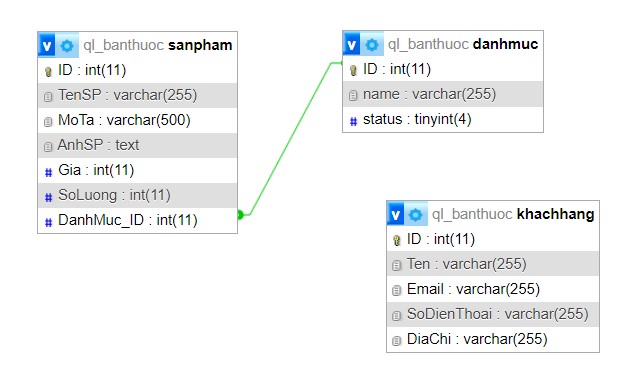 v ql_banthuoc sanpham
ID : int(11)
TenSP : varchar(255)
MoTa : varchar(500)
AnhSP : text
# Gia : int(11)
# SoLuong : int(11)
# DanhMuc_ID : int(11)
v ql_banthuoc danhmuc
ID : int(11)
name : varchar(255)
# status : tinyint(4)
v ql_banthuoc khachhang
ID : int(11)
Ten : varchar(255)
Email : varchar(255)
SoDienThoai : varchar(255)
DiaChi : varchar(255)